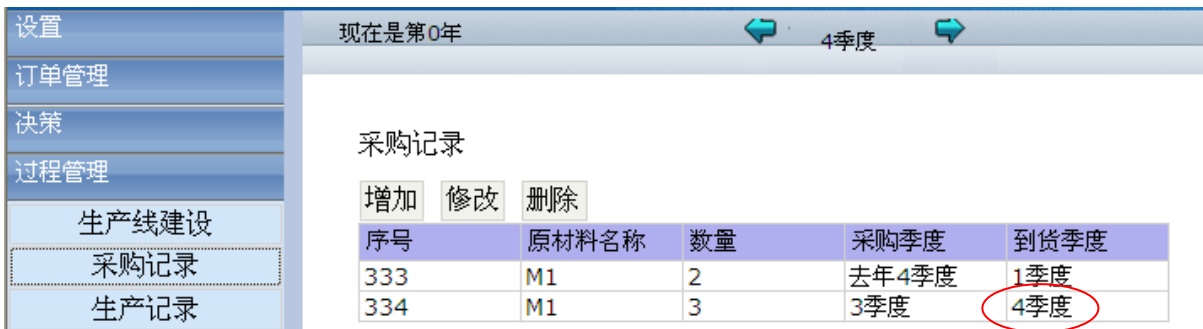 设置
现在是第0年
4季度
订单管理
决策
过程管理
生产线建设
采购记录
生产记录
采购记录
增加 修改 删除
序号 原材料名称 数量 采购季度 到货季度
333 M1 2 去年4季度 1季度
334 M1 3 3季度 4季度